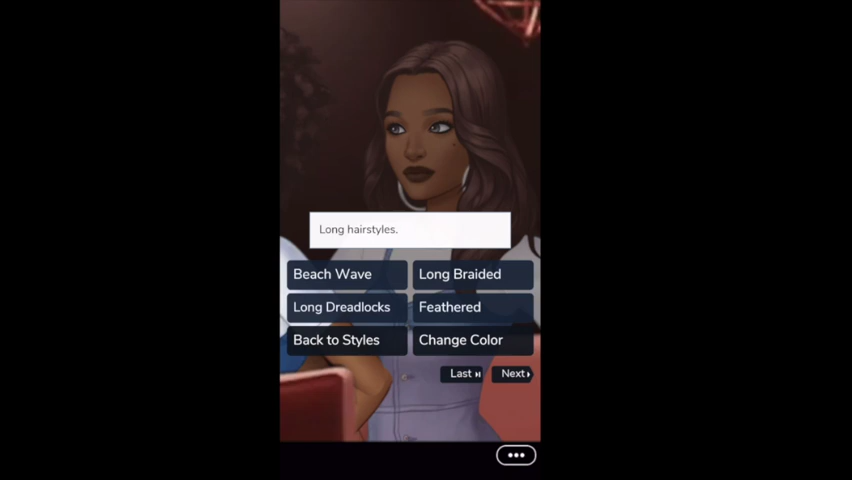 Long hairstyles.
Beach Wave
Long Braided
Long Dreadlocks
Feathered
Back to Styles
Change Color
Last
Next